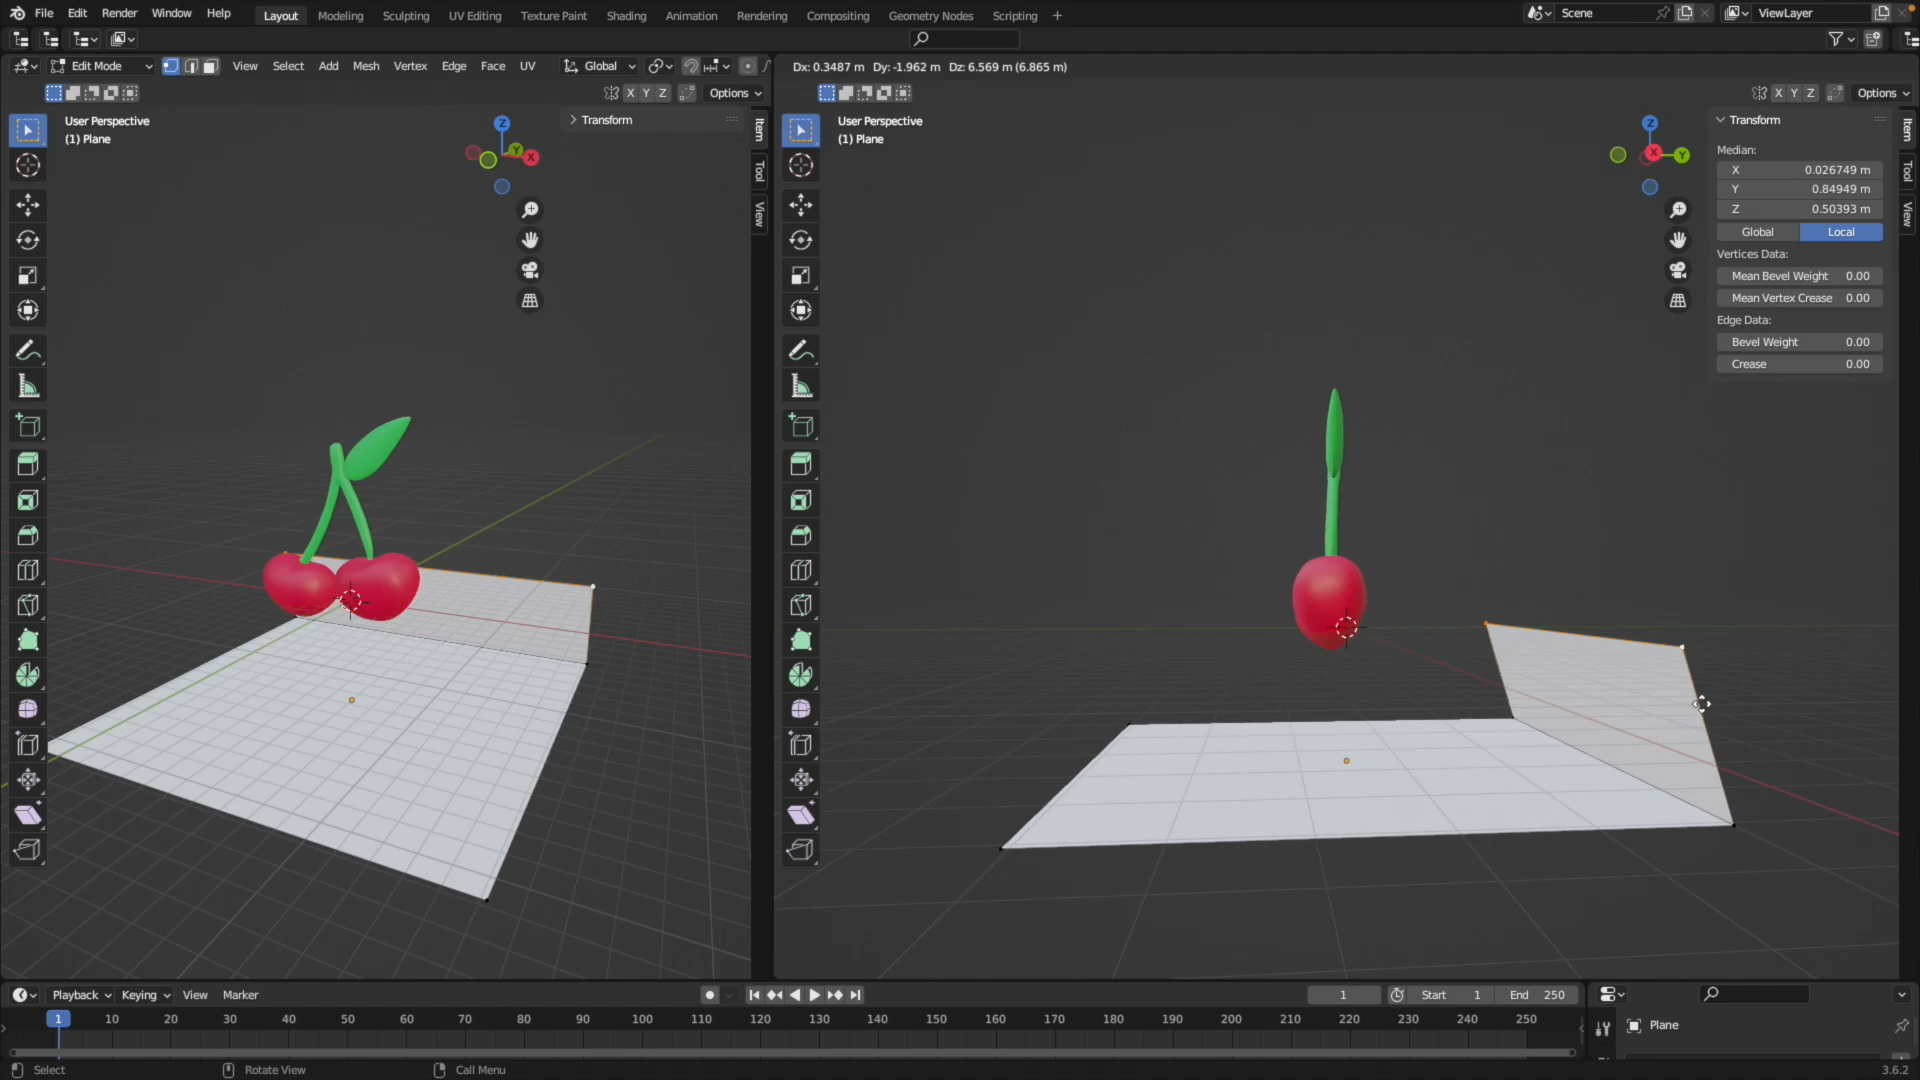 File Edit Render Window Help Layout Modeling Sculpting UV Editing Texture Paint Shading Animation Rendering Compositing Geometry Nodes Scripting + Scene ViewLayer
Edit Mode View Select Add Mesh Vertex Edge Face UV Global
Dx: 0.3487 m Dy: -1.962 m Dz: 6.569 m (6.865 m)
X Y Z Options
X Y Z Options
User Perspective
(1) Plane
Z
Y
X
Transform
Item
Tool
View
User Perspective
(1) Plane
Z
X
Y
Transform
Median:
X 0.026749 m
Y 0.84949 m
Z 0.50393 m
Global Local
Vertices Data:
Mean Bevel Weight 0.00
Mean Vertex Crease 0.00
Edge Data:
Bevel Weight 0.00
Crease 0.00
Item
Tool
View
Playback Keying View Marker 1 Start 1 End 250
1 10 20 30 40 50 60 70 80 90 100 110 120 130 140 150 160 170 180 190 200 210 220 230 240 250
Plane
Select Rotate View Call Menu 3.6.2